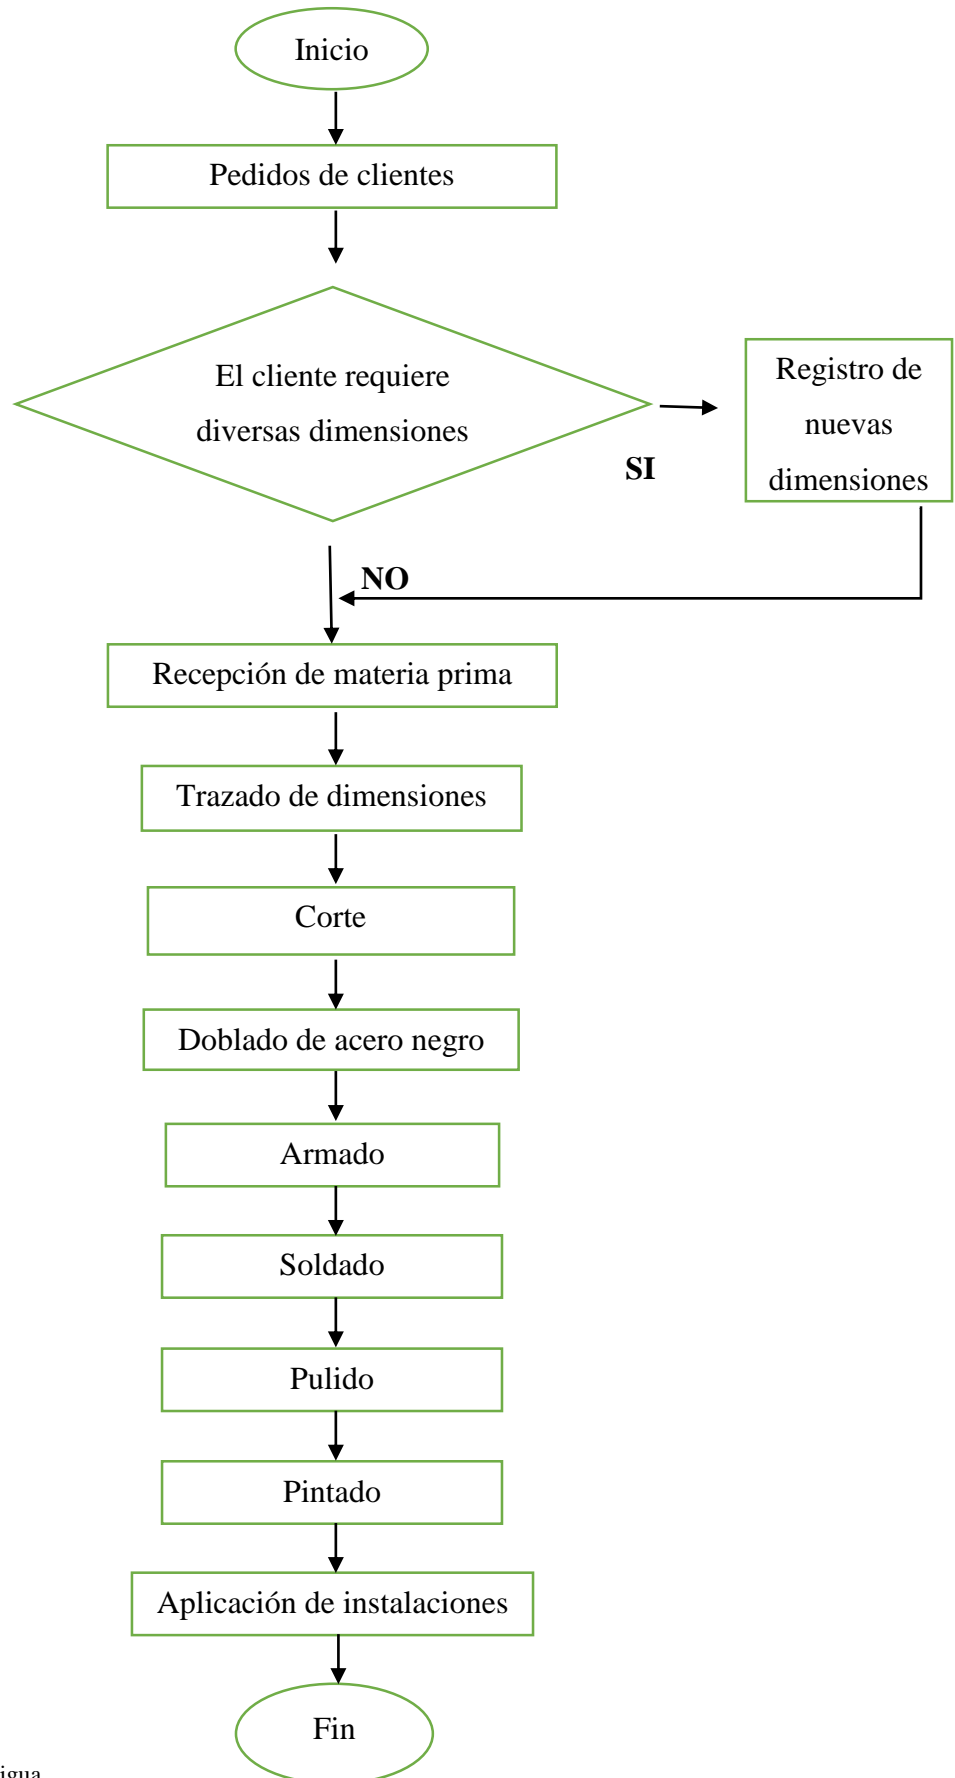 Inicio
Pedidos de clientes
El cliente requiere
diversas dimensiones
SI
Registro de
nuevas
dimensiones
NO
Recepción de materia prima
Trazado de dimensiones
Corte
Doblado de acero negro
Armado
Soldado
Pulido
Pintado
Aplicación de instalaciones
Fin